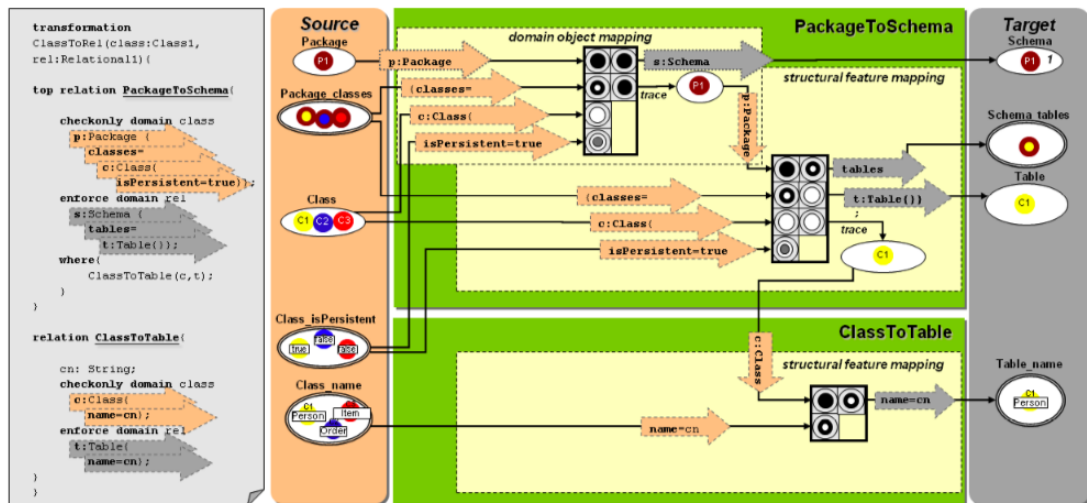 transformation
ClassToRel(class:Class1,
rel:Relational1){
top relation PackageToSchema{
checkonly domain class
p:Package {
classes=
c:Class{
isPersistent=true};
enforce domain rel
s:Schema {
tables=
t:Table{}};
where{
ClassToTable(c,t);
}
}
relation ClassToTable{
cn: String;
checkonly domain class
c:Class{
name=cn};
enforce domain rel
t:Table{
name=cn};
}
}
Source
Package
P1
Package_classes
Class
C1 C2 C3
Class_isPersistent
true
Class_name
C1
Person
Item
Order
PackageToSchema
domain object mapping
p:Package
{classes=
c:Class{
isPersistent=true
s:Schema
trace
P1
structural feature mapping
p:Package
{classes=
c:Class{
isPersistent=true
tables
t:Table{}}
;
trace
C1
ClassToTable
structural feature mapping
c:Class
name=cn
name=cn
Target
Schema
P1 1
Schema_tables
Table
C1
Table_name
C1
Person